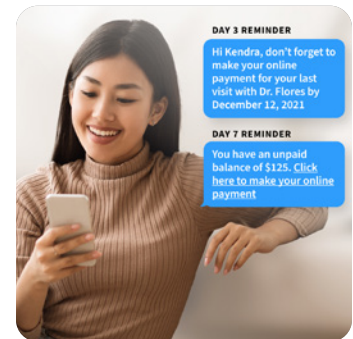 DAY 3 REMINDER
Hi Kendra, don't forget to
make your online
payment for your last
visit with Dr. Flores by
December 12, 2021
DAY 7 REMINDER
You have an unpaid
balance of $125. Click
here to make your online
payment